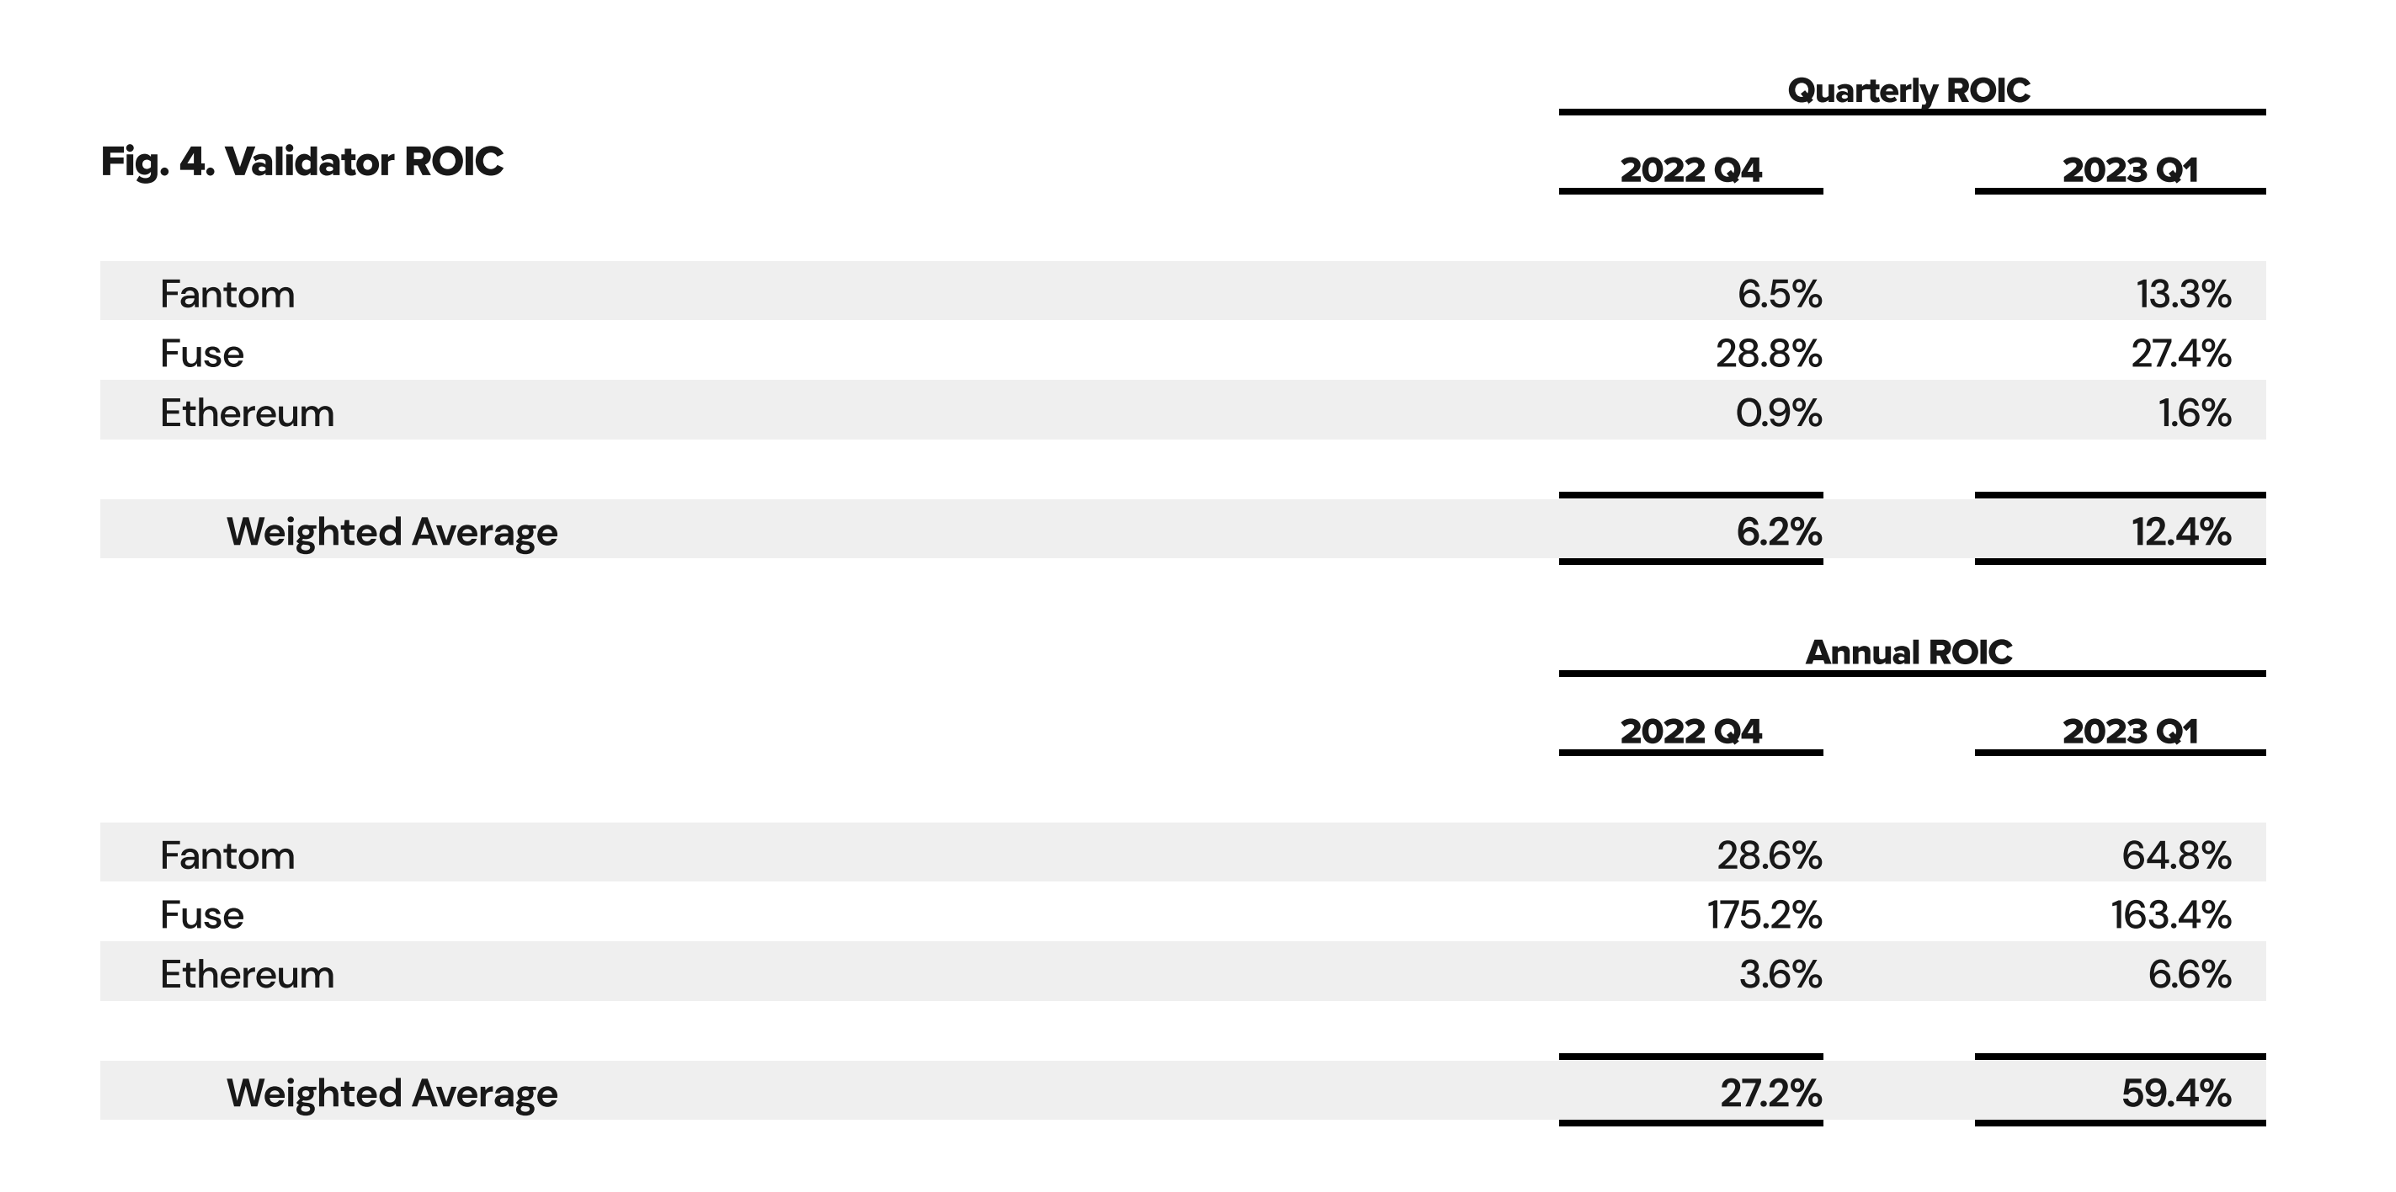 Quarterly ROIC
Fig. 4. Validator ROIC 2022 Q4 2023 Q1
Fantom 6.5% 13.3%
Fuse 28.8% 27.4%
Ethereum 0.9% 1.6%
Weighted Average 6.2% 12.4%
Annual ROIC
2022 Q4 2023 Q1
Fantom 28.6% 64.8%
Fuse 175.2% 163.4%
Ethereum 3.6% 6.6%
Weighted Average 27.2% 59.4%